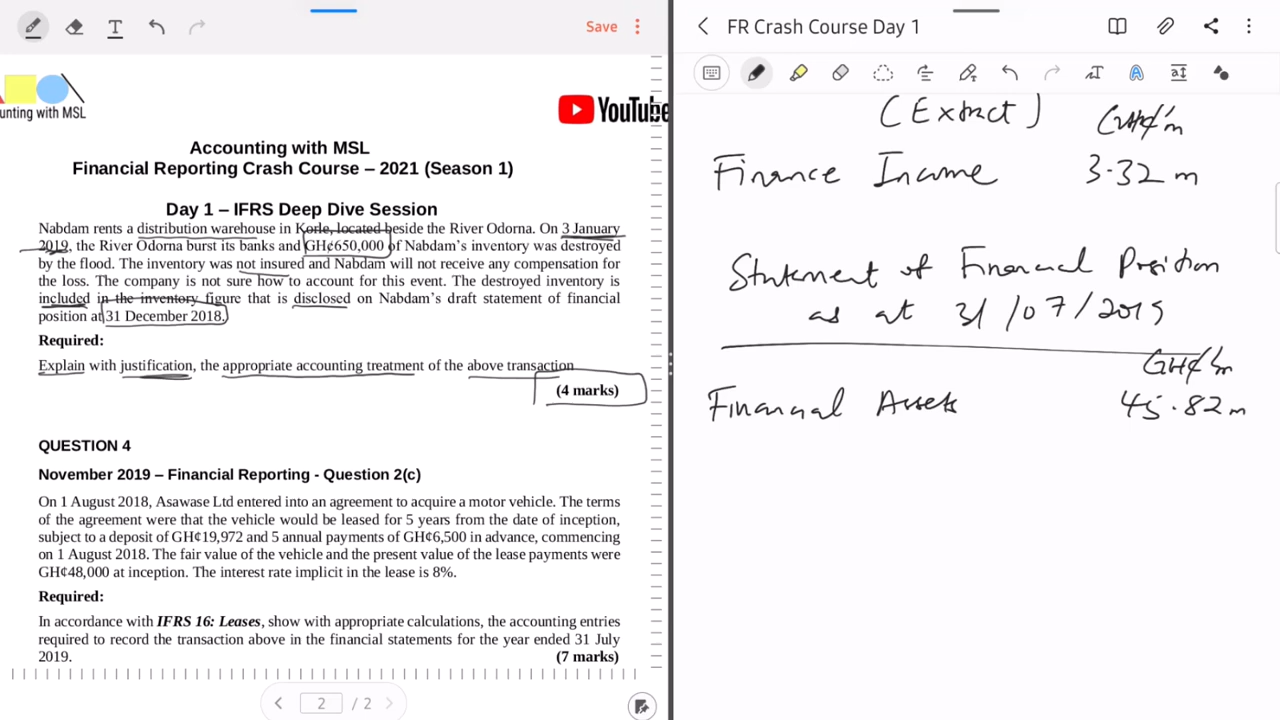 Save
unting with MSL
YouTube
Accounting with MSL
Financial Reporting Crash Course – 2021 (Season 1)
Day 1 – IFRS Deep Dive Session
Nabdam rents a distribution warehouse in Korle, located beside the River Odorna. On 3 January
2019, the River Odorna burst its banks and GH¢650,000 of Nabdam's inventory was destroyed
by the flood. The inventory was not insured and Nabdam will not receive any compensation for
the loss. The company is not sure how to account for this event. The destroyed inventory is
included in the inventory figure that is disclosed on Nabdam's draft statement of financial
position at 31 December 2018.
Required:
Explain with justification, the appropriate accounting treatment of the above transaction
(4 marks)
QUESTION 4
November 2019 – Financial Reporting - Question 2(c)
On 1 August 2018, Asawase Ltd entered into an agreement to acquire a motor vehicle. The terms
of the agreement were that the vehicle would be leased for 5 years from the date of inception,
subject to a deposit of GH¢19,972 and 5 annual payments of GH¢6,500 in advance, commencing
on 1 August 2018. The fair value of the vehicle and the present value of the lease payments were
GH¢48,000 at inception. The interest rate implicit in the lease is 8%.
Required:
In accordance with IFRS 16: Leases, show with appropriate calculations, the accounting entries
required to record the transaction above in the financial statements for the year ended 31 July
2019. (7 marks)
2 / 2
FR Crash Course Day 1
(Extract)
GH¢'m
Finance Income 3.32 m
Statement of Financial Position
as at 31/07/2019
GH¢'m
Financial Assets 45.82 m